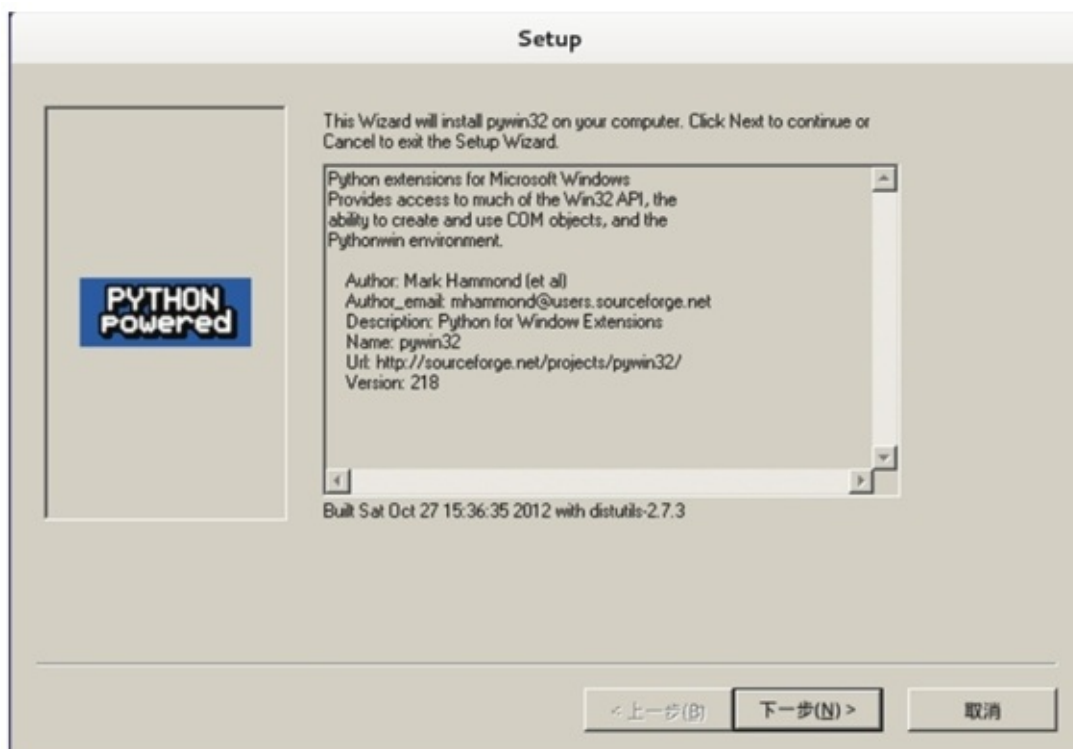 Setup
This Wizard will install pywin32 on your computer. Click Next to continue or
Cancel to exit the Setup Wizard.
Python extensions for Microsoft Windows
Provides access to much of the Win32 API, the
ability to create and use COM objects, and the
Pythonwin environment.
Author: Mark Hammond (et al)
Author_email: mhammond@users.sourceforge.net
Description: Python for Window Extensions
Name: pywin32
Url: http://sourceforge.net/projects/pywin32/
Version: 218
PYTHON
powered
Built Sat Oct 27 15:36:35 2012 with distutils-2.7.3
<上一步(B)
下一步(N) >
取消